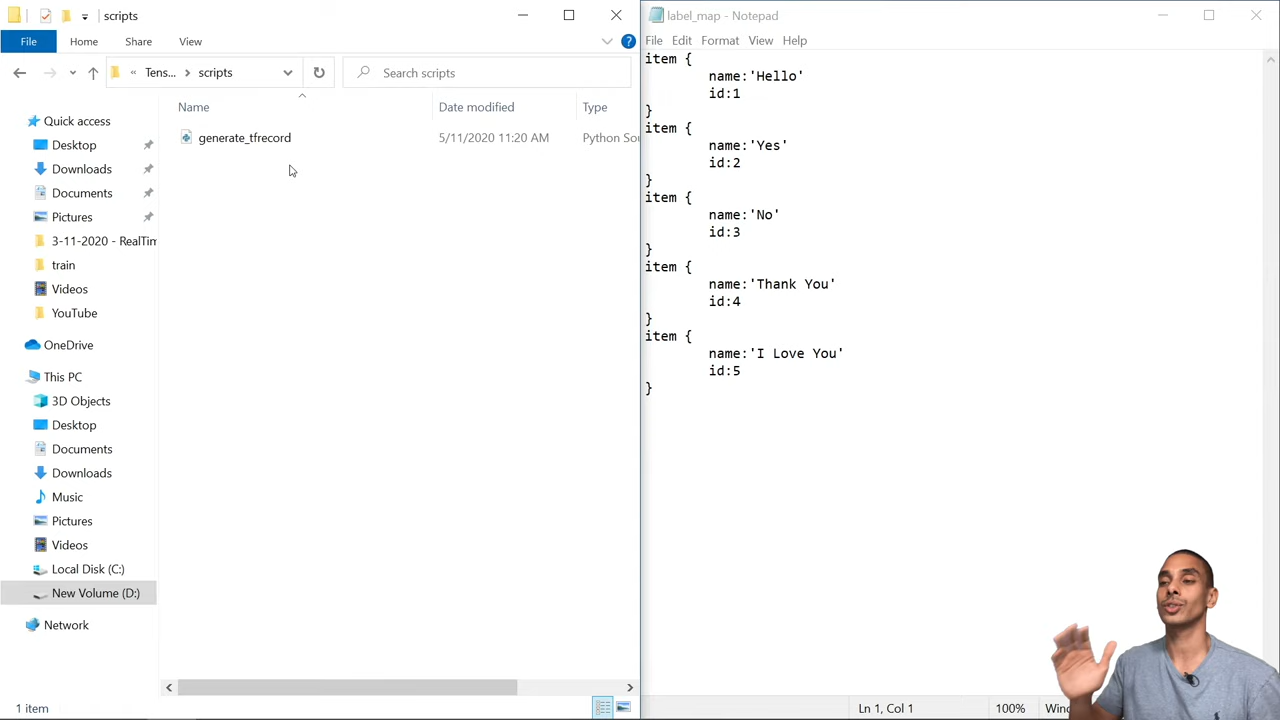 scripts
File Home Share View
« Tens... › scripts
Search scripts
Name Date modified Type
generate_tfrecord 5/11/2020 11:20 AM Python Sou
Quick access
Desktop
Downloads
Documents
Pictures
3-11-2020 - RealTim
train
Videos
YouTube
OneDrive
This PC
3D Objects
Desktop
Documents
Downloads
Music
Pictures
Videos
Local Disk (C:)
New Volume (D:)
Network
1 item
label_map - Notepad
File Edit Format View Help
item {
name:'Hello'
id:1
}
item {
name:'Yes'
id:2
}
item {
name:'No'
id:3
}
item {
name:'Thank You'
id:4
}
item {
name:'I Love You'
id:5
}
Ln 1, Col 1 100% Wind